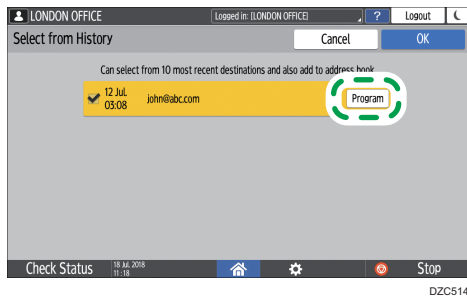 LONDON OFFICE Logged in: [LONDON OFFICE] ? Logout
Select from History Cancel OK
Can select from 10 most recent destinations and also add to address book.
12 Jul.
03:08 john@abc.com Program
Check Status 18 Jul. 2018
11:18 Stop
DZC514